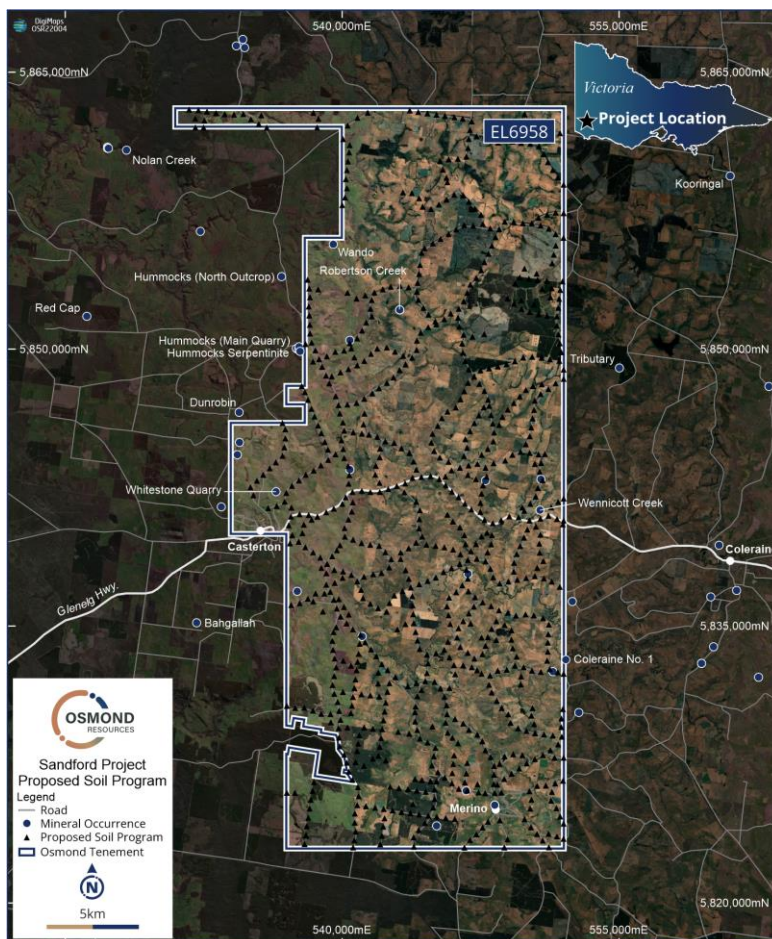 DigiMaps
OSR22004
540,000mE
555,000mE
5,865,000mN
5,865,000mN
Victoria
Project Location
EL6958
Nolan Creek
Kooringal
Wando
Robertson Creek
Hummocks (North Outcrop)
Red Cap
Hummocks (Main Quarry)
Hummocks Serpentinite
5,850,000mN
5,850,000mN
Tributary
Dunrobin
Whitestone Quarry
Wennicott Creek
Casterton
Coleraine
Glenelg Hwy.
Bahgallah
5,835,000mN
Coleraine No. 1
OSMOND
RESOURCES
Sandford Project
Proposed Soil Program
Legend
Road
Mineral Occurrence
Proposed Soil Program
Osmond Tenement
N
5km
Merino
5,820,000mN
540,000mE
555,000mE